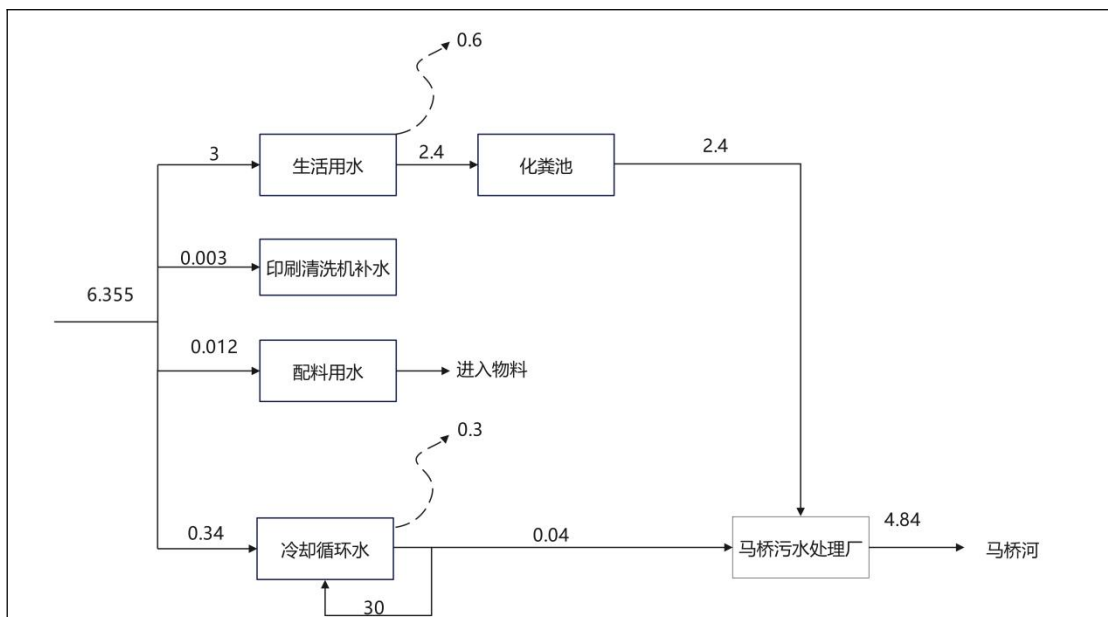 0.6
3
生活用水
2.4
化粪池
2.4
0.003
印刷清洗机补水
6.355
0.012
配料用水
进入物料
0.3
0.34
冷却循环水
0.04
马桥污水处理厂
4.84
马桥河
30